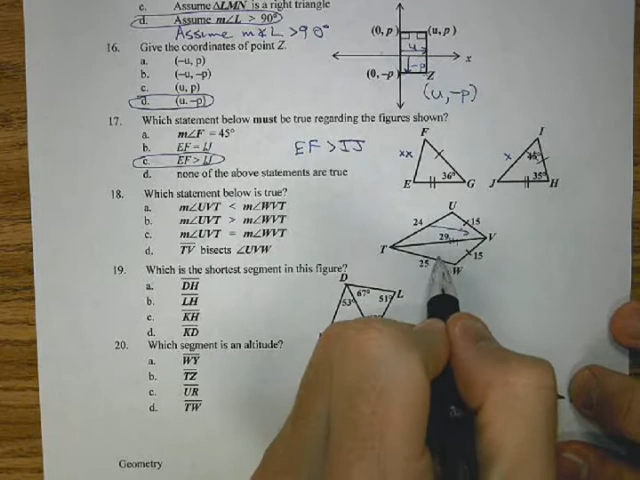 c. Assume ΔLMN is a right triangle
d. Assume m∠L > 90°
Assume m∡L > 90°
16. Give the coordinates of point Z.
a. (–u, p)
b. (–u, –p)
c. (u, p)
d. (u, –p)
(0, p)
(u, p)
u
–p
x
(0, –p)
Z
(u, –p)
17. Which statement below must be true regarding the figures shown?
a. m∠F = 45°
b. EF = IJ
c. EF > IJ
d. none of the above statements are true
EF > IJ
F
xx
E
36°
G
I
x
J
35°
H
18. Which statement below is true?
a. m∠UVT < m∠WVT
b. m∠UVT > m∠WVT
c. m∠UVT = m∠WVT
d. TV bisects ∠UVW
U
24
15
T
29
V
25
15
W
19. Which is the shortest segment in this figure?
a. DH
b. LH
c. KH
d. KD
D
53°
67°
51°
L
20. Which segment is an altitude?
a. WY
b. TZ
c. UR
d. TW
Geometry